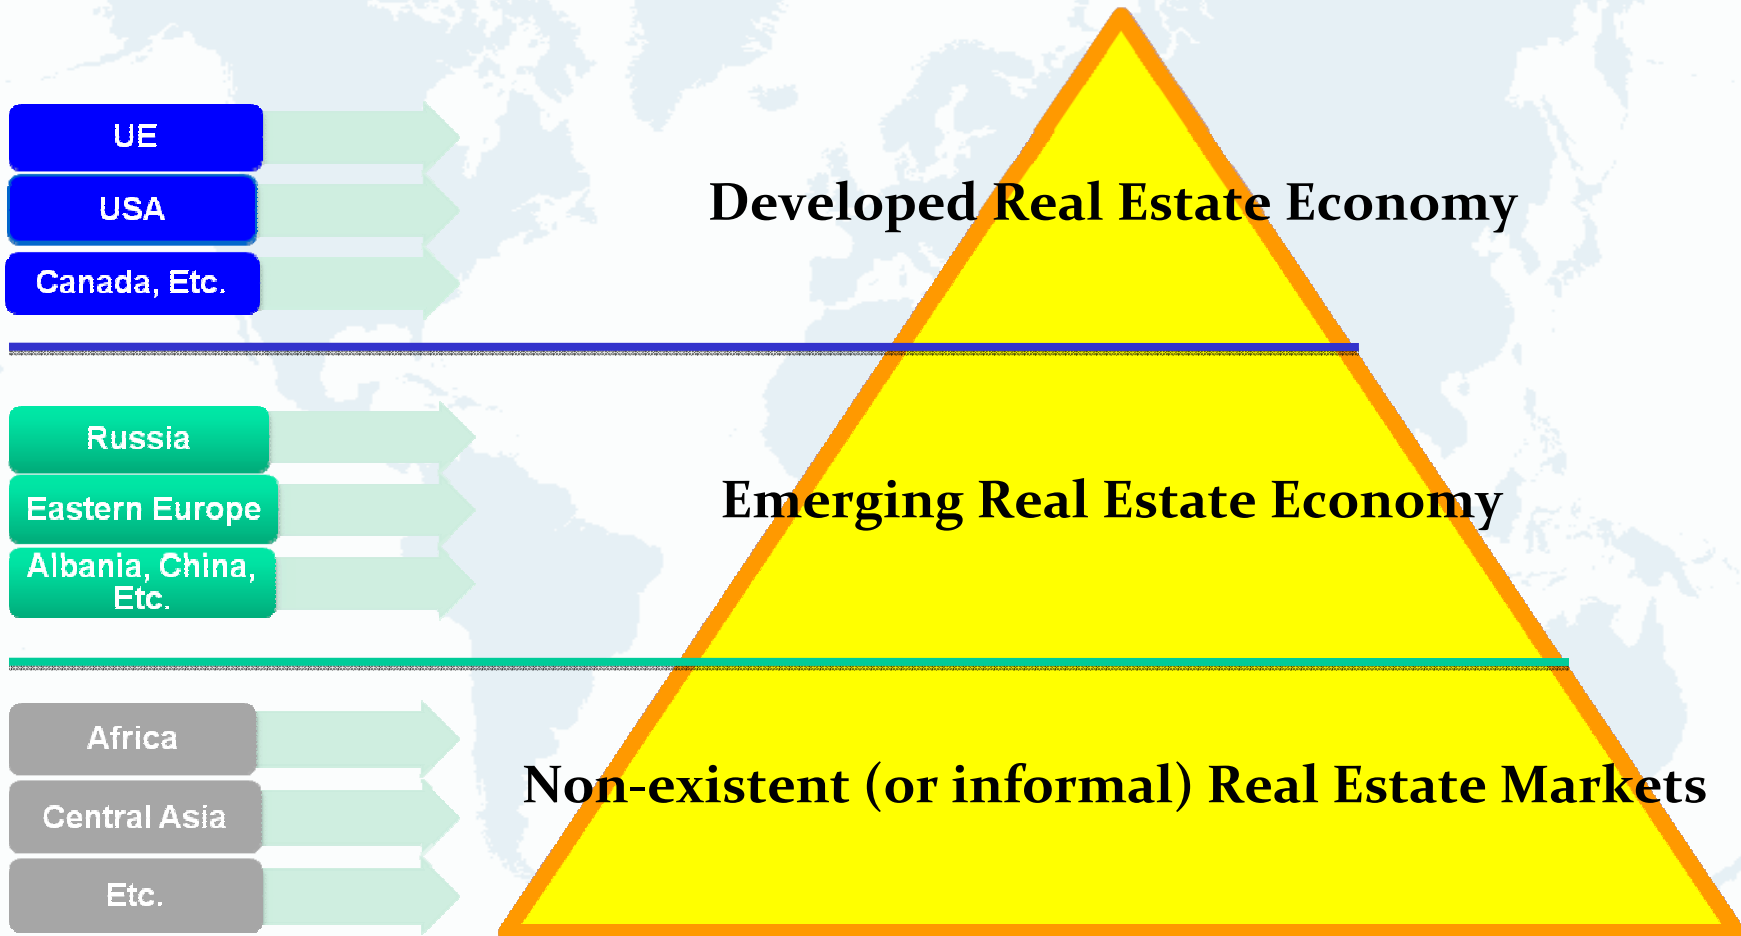 UE
USA
Canada, Etc.
Developed Real Estate Economy
Russia
Eastern Europe
Albania, China,
Etc.
Emerging Real Estate Economy
Africa
Central Asia
Etc.
Non-existent (or informal) Real Estate Markets